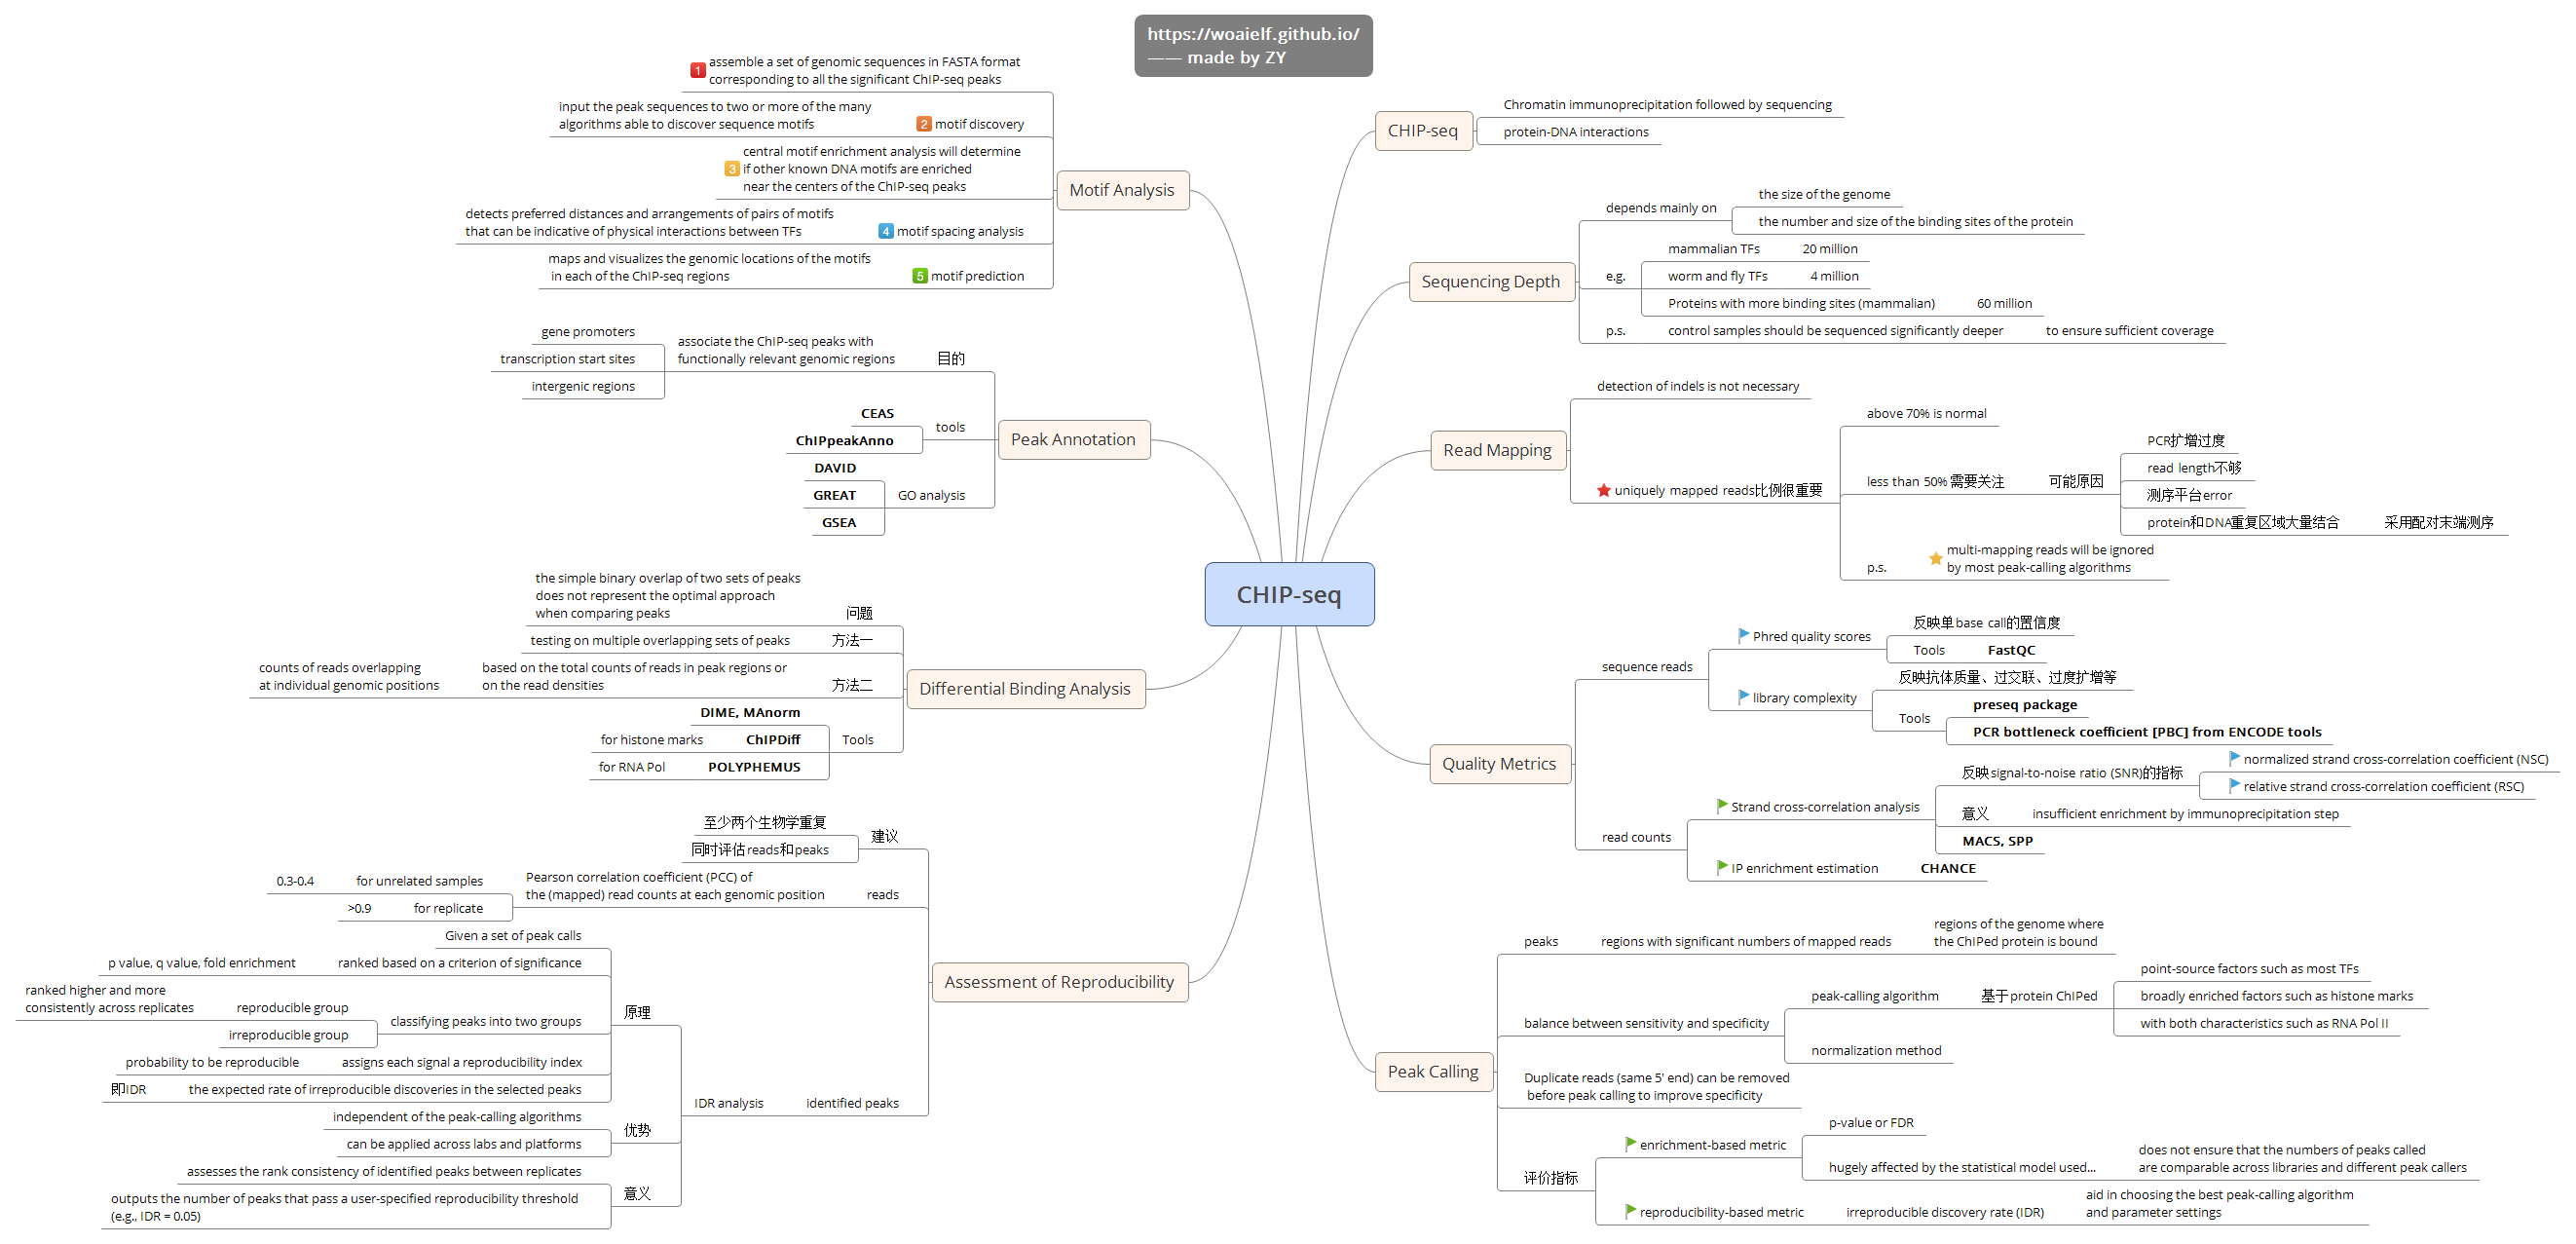 https://woaielf.github.io/
—— made by ZY
CHIP-seq
CHIP-seq
Chromatin immunoprecipitation followed by sequencing
protein-DNA interactions
Sequencing Depth
depends mainly on
the size of the genome
the number and size of the binding sites of the protein
e.g.
mammalian TFs
20 million
worm and fly TFs
4 million
Proteins with more binding sites (mammalian)
60 million
p.s.
control samples should be sequenced significantly deeper
to ensure sufficient coverage
Read Mapping
detection of indels is not necessary
uniquely mapped reads比例很重要
above 70% is normal
less than 50% 需要关注
可能原因
PCR扩增过度
read length不够
测序平台error
protein和DNA重复区域大量结合
采用配对末端测序
p.s.
multi-mapping reads will be ignored
by most peak-calling algorithms
Quality Metrics
sequence reads
Phred quality scores
反映单base call的置信度
Tools
FastQC
library complexity
反映抗体质量、过交联、过度扩增等
Tools
preseq package
PCR bottleneck coefficient [PBC] from ENCODE tools
read counts
Strand cross-correlation analysis
反映signal-to-noise ratio (SNR)的指标
normalized strand cross-correlation coefficient (NSC)
relative strand cross-correlation coefficient (RSC)
意义
insufficient enrichment by immunoprecipitation step
MACS, SPP
IP enrichment estimation
CHANCE
Peak Calling
peaks
regions with significant numbers of mapped reads
regions of the genome where
the ChIPed protein is bound
balance between sensitivity and specificity
peak-calling algorithm
基于protein ChIPed
point-source factors such as most TFs
broadly enriched factors such as histone marks
with both characteristics such as RNA Pol II
normalization method
Duplicate reads (same 5' end) can be removed
before peak calling to improve specificity
评价指标
enrichment-based metric
p-value or FDR
hugely affected by the statistical model used...
does not ensure that the numbers of peaks called
are comparable across libraries and different peak callers
reproducibility-based metric
irreproducible discovery rate (IDR)
aid in choosing the best peak-calling algorithm
and parameter settings
Motif Analysis
1
assemble a set of genomic sequences in FASTA format
corresponding to all the significant ChIP-seq peaks
2 motif discovery
input the peak sequences to two or more of the many
algorithms able to discover sequence motifs
3
central motif enrichment analysis will determine
if other known DNA motifs are enriched
near the centers of the ChIP-seq peaks
4 motif spacing analysis
detects preferred distances and arrangements of pairs of motifs
that can be indicative of physical interactions between TFs
5 motif prediction
maps and visualizes the genomic locations of the motifs
in each of the ChIP-seq regions
Peak Annotation
目的
associate the ChIP-seq peaks with
functionally relevant genomic regions
gene promoters
transcription start sites
intergenic regions
tools
CEAS
ChIPpeakAnno
GO analysis
DAVID
GREAT
GSEA
Differential Binding Analysis
问题
the simple binary overlap of two sets of peaks
does not represent the optimal approach
when comparing peaks
方法一
testing on multiple overlapping sets of peaks
方法二
based on the total counts of reads in peak regions or
on the read densities
counts of reads overlapping
at individual genomic positions
Tools
DIME, MAnorm
ChIPDiff
for histone marks
POLYPHEMUS
for RNA Pol
Assessment of Reproducibility
建议
至少两个生物学重复
同时评估reads和peaks
reads
Pearson correlation coefficient (PCC) of
the (mapped) read counts at each genomic position
for unrelated samples
0.3-0.4
for replicate
>0.9
identified peaks
IDR analysis
原理
Given a set of peak calls
ranked based on a criterion of significance
p value, q value, fold enrichment
classifying peaks into two groups
reproducible group
ranked higher and more
consistently across replicates
irreproducible group
assigns each signal a reproducibility index
probability to be reproducible
the expected rate of irreproducible discoveries in the selected peaks
即IDR
优势
independent of the peak-calling algorithms
can be applied across labs and platforms
意义
assesses the rank consistency of identified peaks between replicates
outputs the number of peaks that pass a user-specified reproducibility threshold
(e.g., IDR = 0.05)